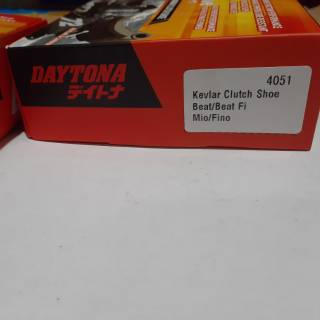 DAYTONA
デイトナ
4051
Kevlar Clutch Shoe
Beat/Beat Fi
Mio/Fino